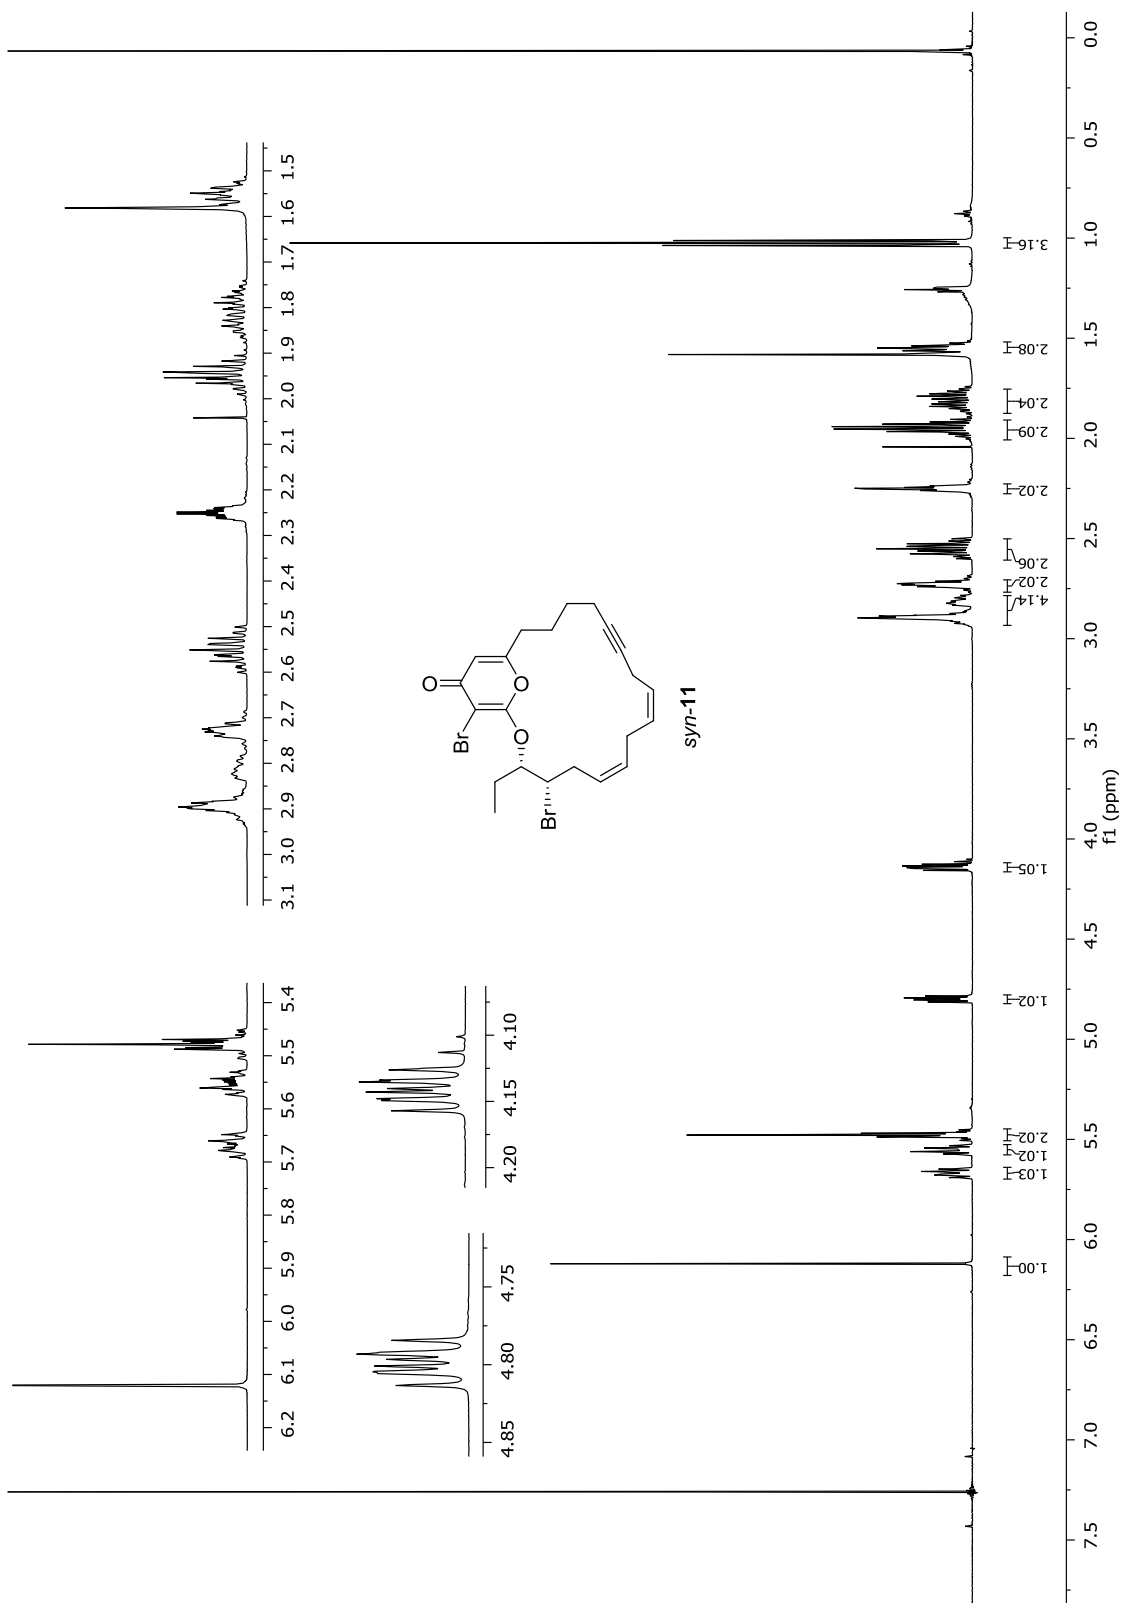 6.2 6.1 6.0 5.9 5.8 5.7 5.6 5.5 5.4
3.1 3.0 2.9 2.8 2.7 2.6 2.5 2.4 2.3 2.2 2.1 2.0 1.9 1.8 1.7 1.6 1.5
4.85 4.80 4.75
4.20 4.15 4.10
O
Br
O O
Br
syn-11
1.00 1.03 1.02 2.02 1.02 1.05 4.14 2.02 2.06 2.02 2.09 2.04 2.08 3.16
7.5 7.0 6.5 6.0 5.5 5.0 4.5 4.0 3.5 3.0 2.5 2.0 1.5 1.0 0.5 0.0
f1 (ppm)